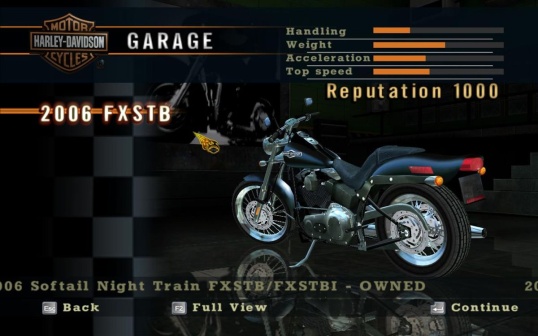 MOTOR
HARLEY-DAVIDSON
CYCLES
GARAGE
Handling
Weight
Acceleration
Top speed
Reputation 1000
2006 FXSTB
006 Softail Night Train FXSTB/FXSTBI - OWNED 20
Back
Full View
Continue